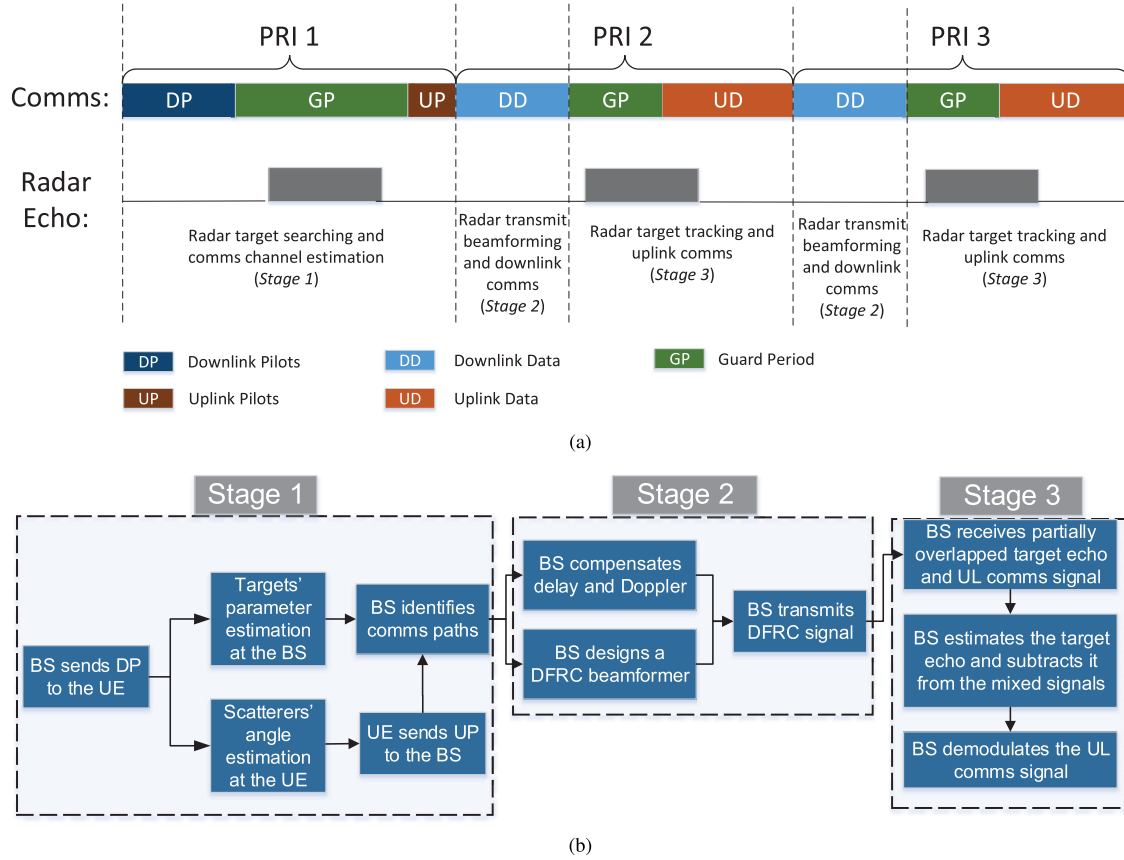 PRI 1
PRI 2
PRI 3
Comms:
DP
GP
UP
DD
GP
UD
DD
GP
UD
Radar
Echo:
Radar target searching and
comms channel estimation
(Stage 1)
Radar transmit
beamforming
and downlink
comms
(Stage 2)
Radar target tracking and
uplink comms
(Stage 3)
Radar transmit
beamforming
and downlink
comms
(Stage 2)
Radar target tracking and
uplink comms
(Stage 3)
DP Downlink Pilots
DD Downlink Data
GP Guard Period
UP Uplink Pilots
UD Uplink Data
(a)
Stage 1
BS sends DP
to the UE
Targets'
parameter
estimation
at the BS
BS identifies
comms paths
Scatterers'
angle
estimation
at the UE
UE sends UP
to the BS
Stage 2
BS compensates
delay and Doppler
BS designs a
DFRC beamformer
BS transmits
DFRC signal
Stage 3
BS receives partially
overlapped target echo
and UL comms signal
BS estimates the target
echo and subtracts it
from the mixed signals
BS demodulates the UL
comms signal
(b)